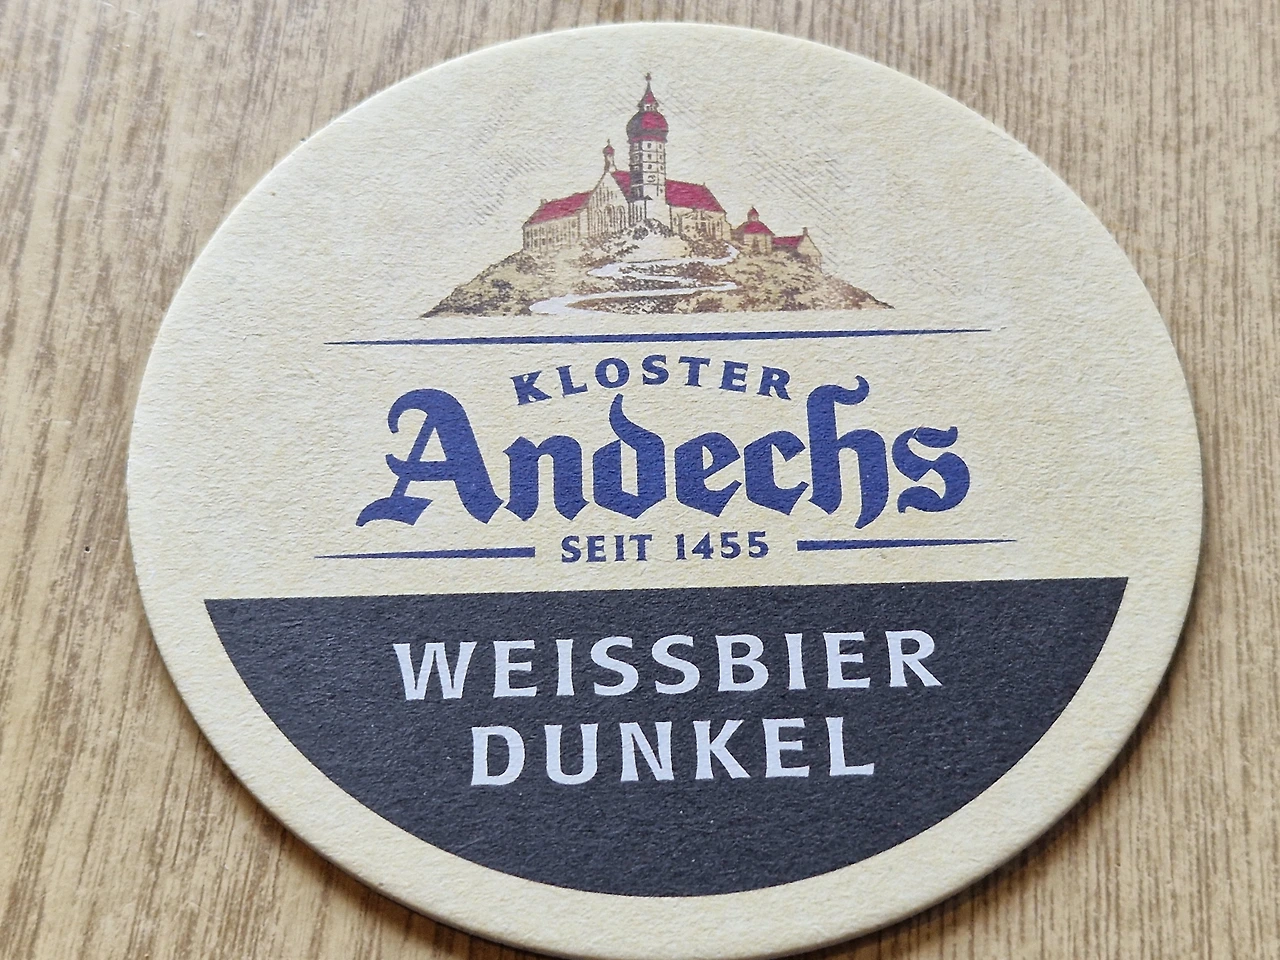 KLOSTER
Andechs
SEIT 1455
WEISSBIER
DUNKEL